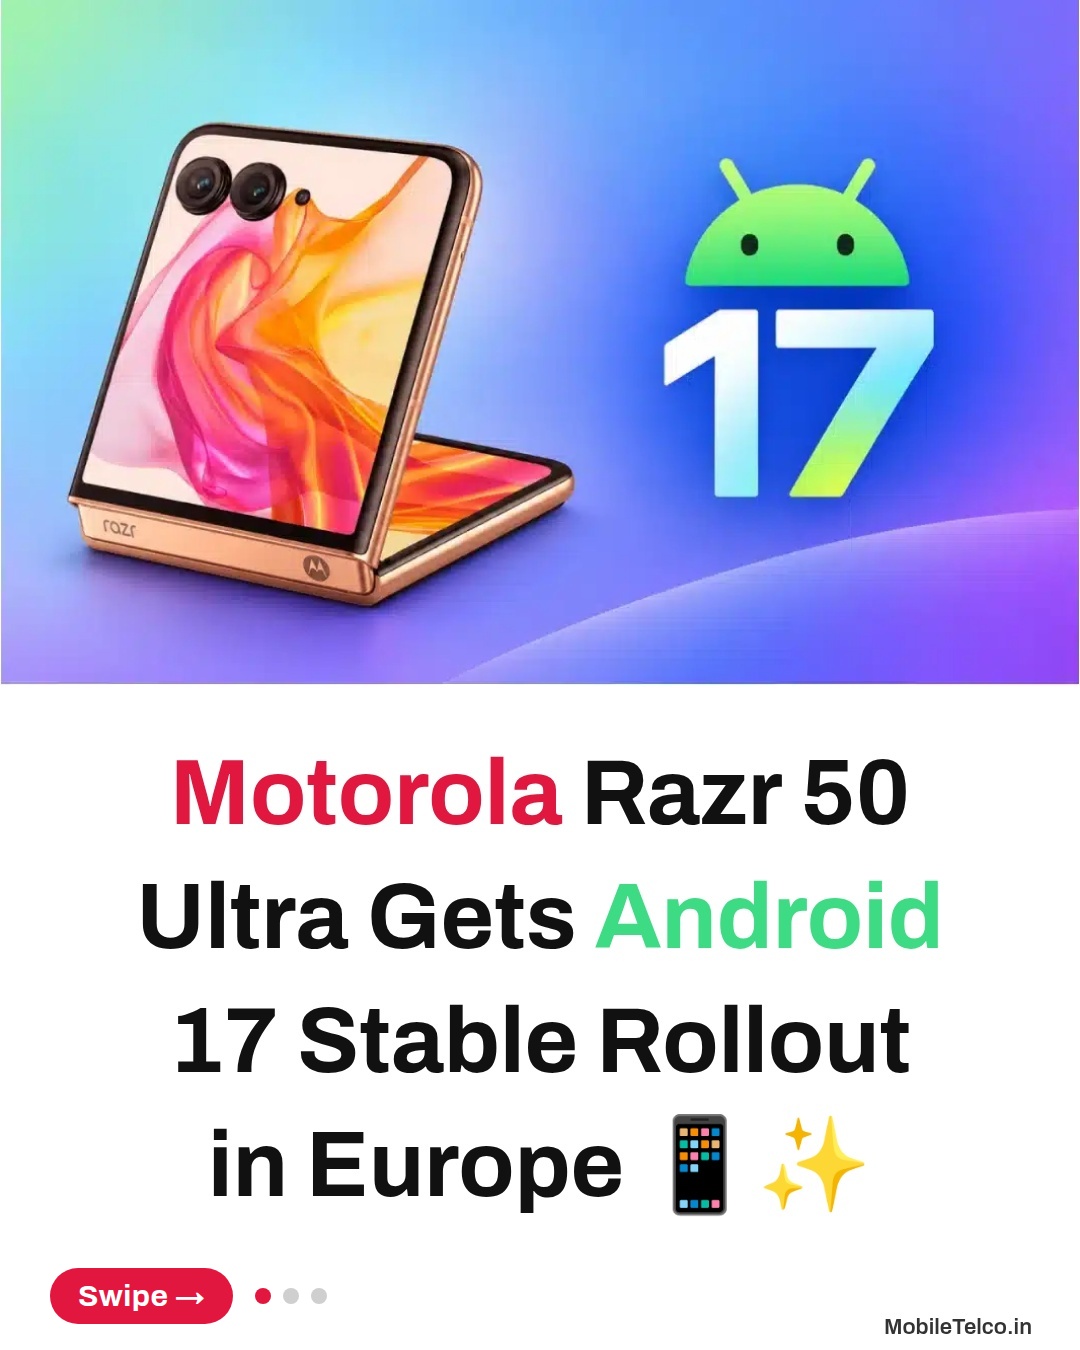 razr
17
Motorola Razr 50
Ultra Gets Android
17 Stable Rollout
in Europe 📱✨
Swipe →
MobileTelco.in